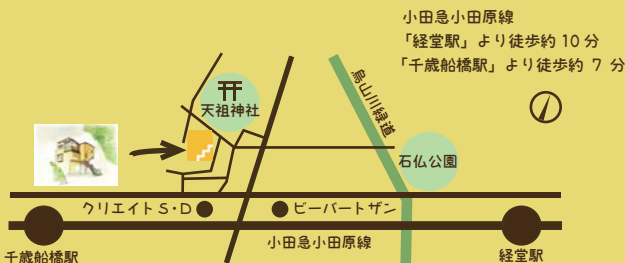 小田急小田原線
「経堂駅」より徒歩約 10 分
「千歳船橋駅」より徒歩約 7 分
天祖神社
烏山川緑道
石仏公園
クリエイトS・D
ビーバートザン
小田急小田原線
千歳船橋駅
経堂駅